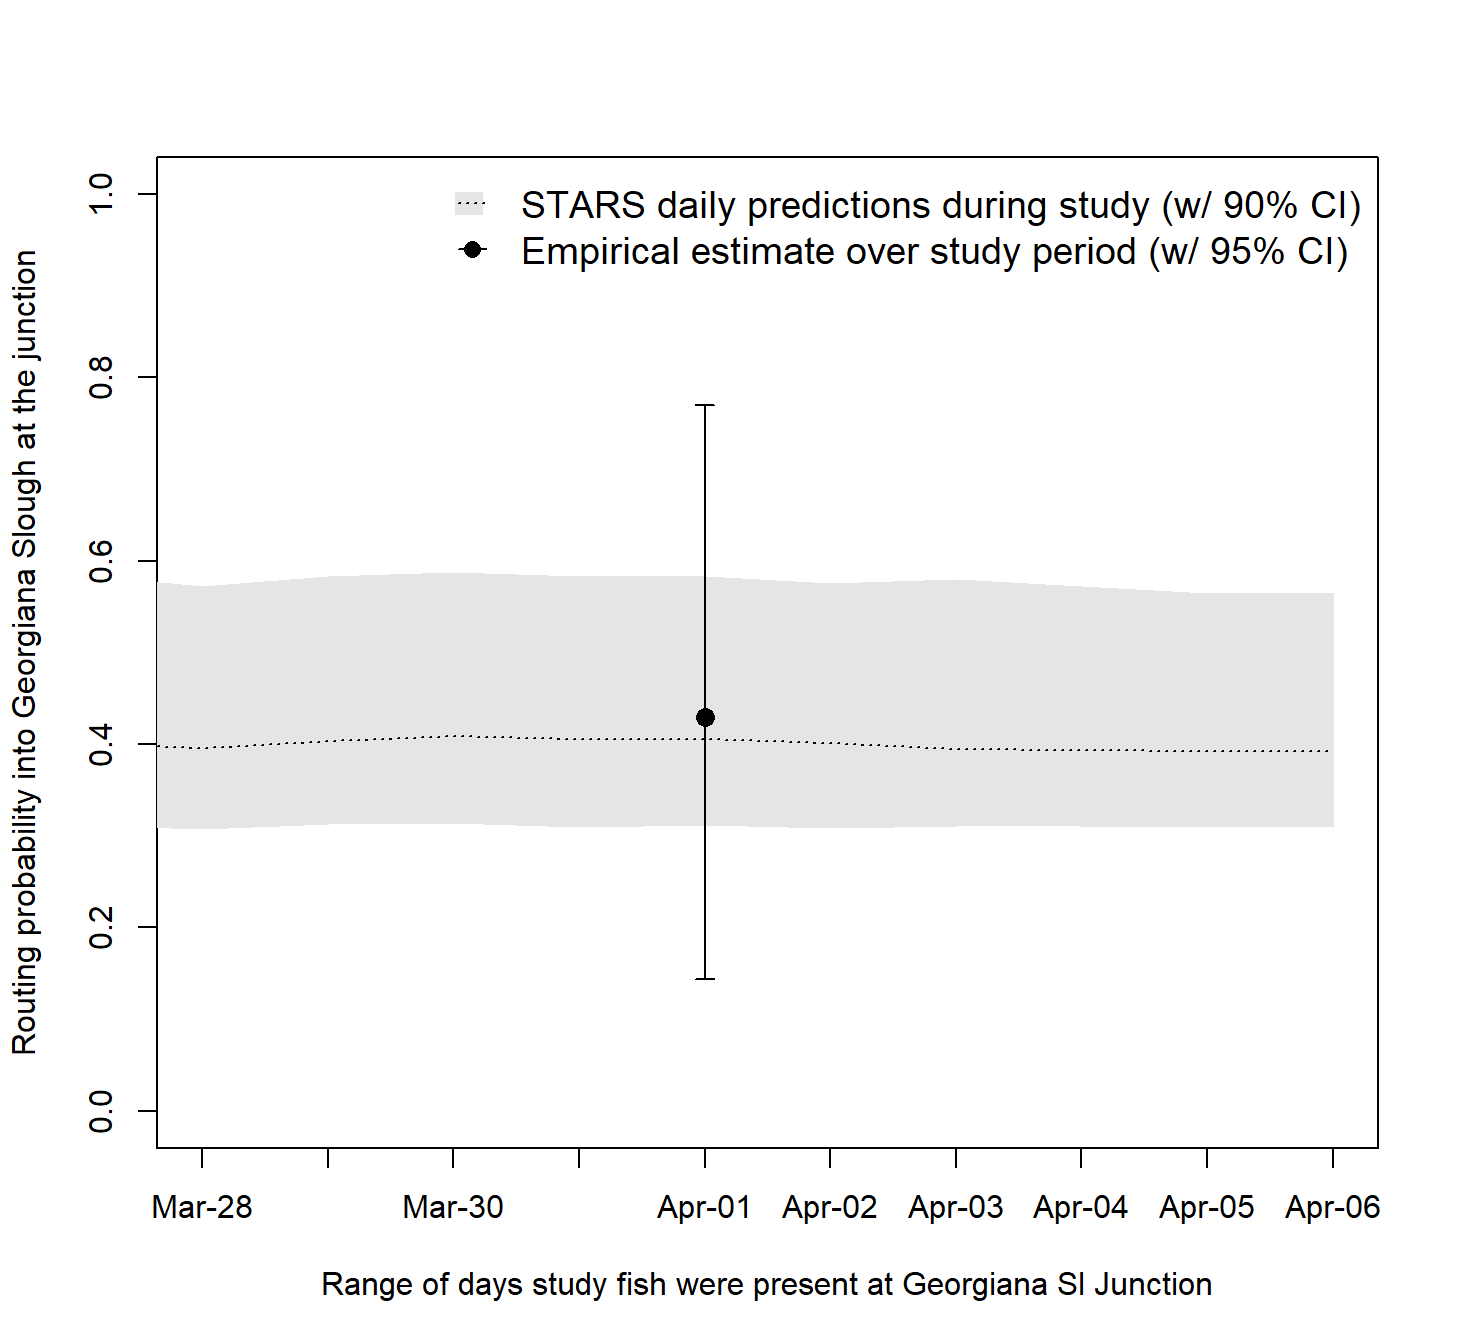 STARS daily predictions during study (w/ 90% CI)
Empirical estimate over study period (w/ 95% CI)
Routing probability into Georgiana Slough at the junction
1.0
0.8
0.6
0.4
0.2
0.0
Mar-28 Mar-30 Apr-01 Apr-02 Apr-03 Apr-04 Apr-05 Apr-06
Range of days study fish were present at Georgiana Sl Junction